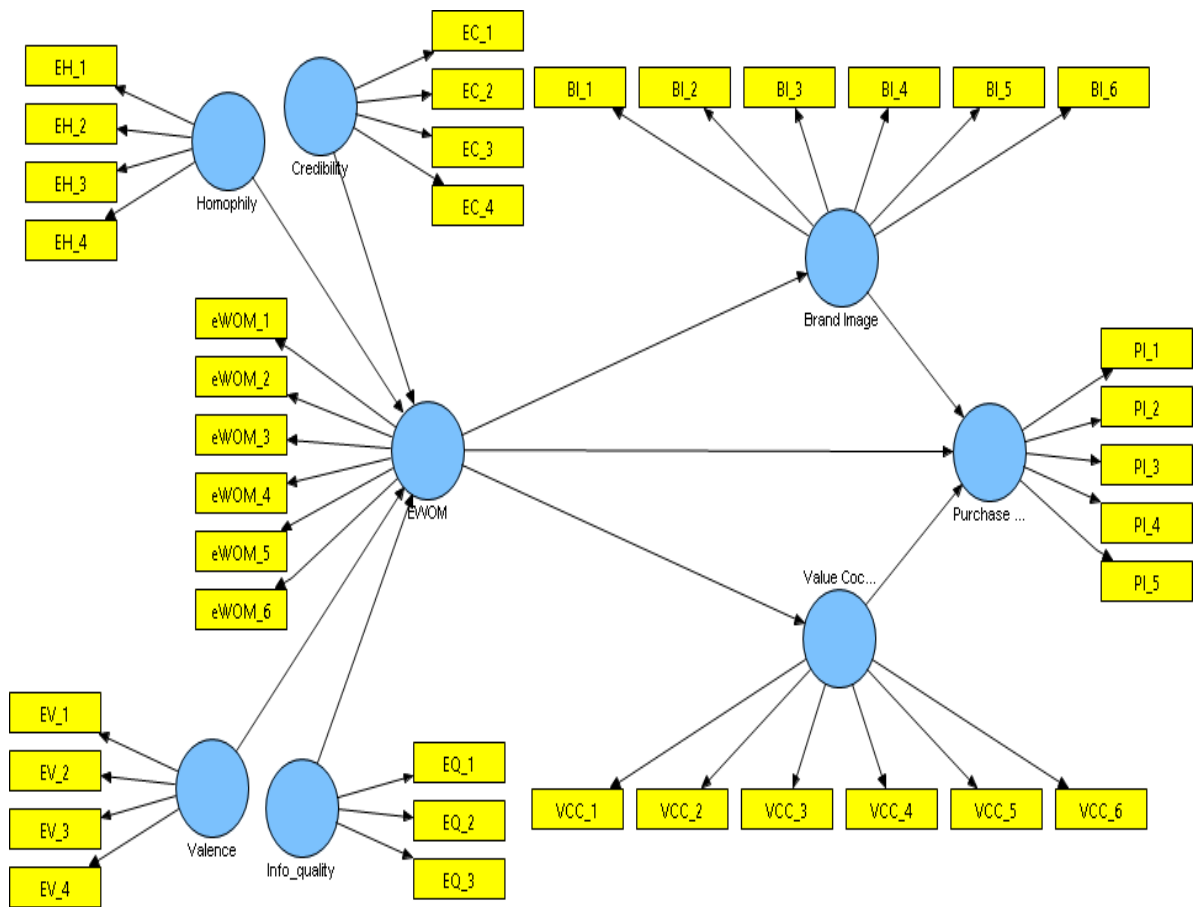 EH_1
EH_2
EH_3
EH_4
Homophily
Credibility
EC_1
EC_2
EC_3
EC_4
BI_1
BI_2
BI_3
BI_4
BI_5
BI_6
Brand Image
eWOM_1
eWOM_2
eWOM_3
eWOM_4
eWOM_5
eWOM_6
EWOM
PI_1
PI_2
PI_3
PI_4
PI_5
Purchase ...
Value Coc...
VCC_1
VCC_2
VCC_3
VCC_4
VCC_5
VCC_6
EV_1
EV_2
EV_3
EV_4
Valence
Info_quality
EQ_1
EQ_2
EQ_3